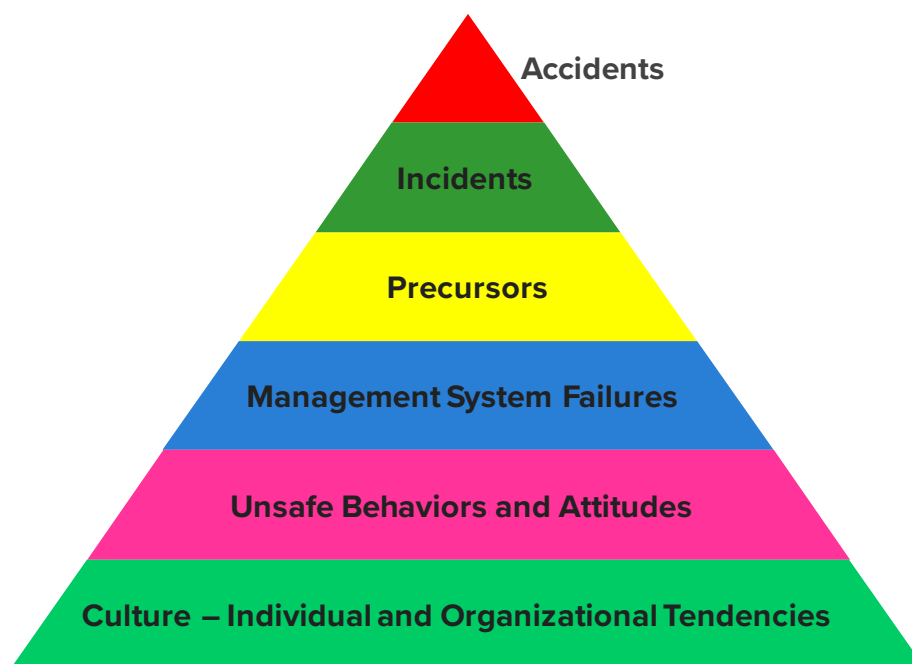 Accidents
Incidents
Precursors
Management System Failures
Unsafe Behaviors and Attitudes
Culture – Individual and Organizational Tendencies